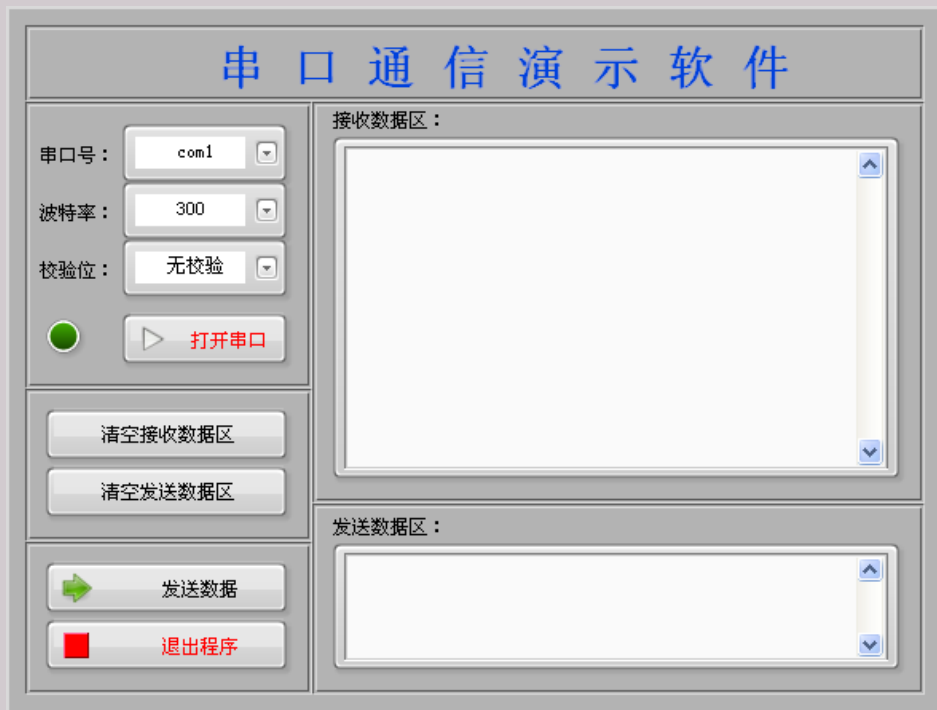 串口通信演示软件
串口号：
com1
波特率：
300
校验位：
无校验
打开串口
清空接收数据区
清空发送数据区
发送数据
退出程序
接收数据区：
发送数据区：